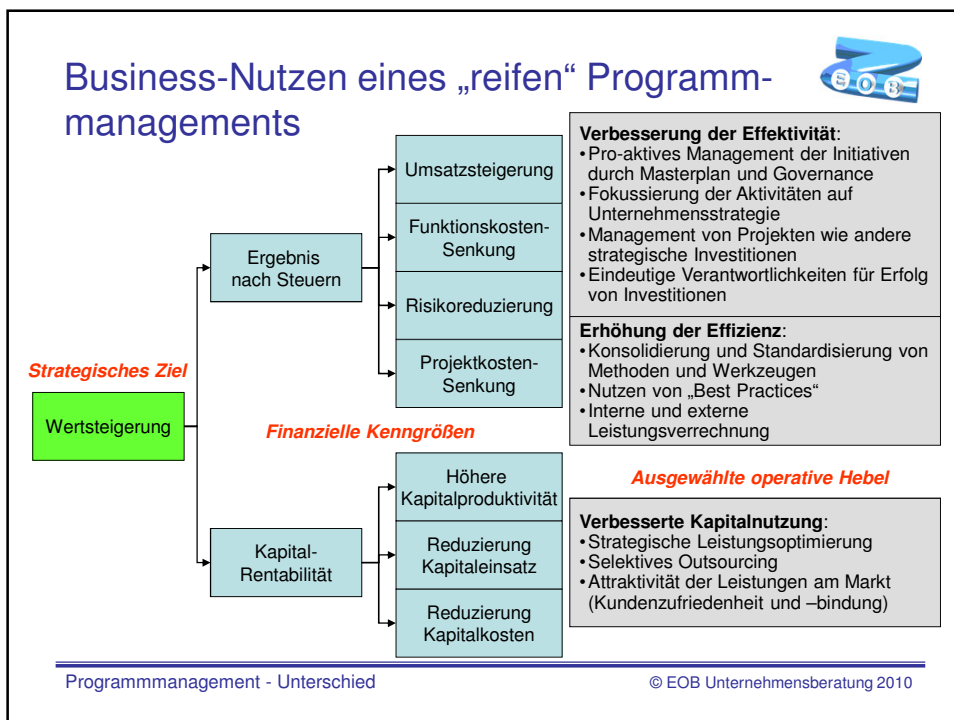 Business-Nutzen eines „reifen“ Programm-
managements
EOB
Strategisches Ziel
Wertsteigerung
Ergebnis
nach Steuern
Kapital-
Rentabilität
Finanzielle Kenngrößen
Umsatzsteigerung
Funktionskosten-
Senkung
Risikoreduzierung
Projektkosten-
Senkung
Höhere
Kapitalproduktivität
Reduzierung
Kapitaleinsatz
Reduzierung
Kapitalkosten
Verbesserung der Effektivität:
•Pro-aktives Management der Initiativen
durch Masterplan und Governance
•Fokussierung der Aktivitäten auf
Unternehmensstrategie
•Management von Projekten wie andere
strategische Investitionen
•Eindeutige Verantwortlichkeiten für Erfolg
von Investitionen
Erhöhung der Effizienz:
•Konsolidierung und Standardisierung von
Methoden und Werkzeugen
•Nutzen von „Best Practices“
•Interne und externe
Leistungsverrechnung
Ausgewählte operative Hebel
Verbesserte Kapitalnutzung:
•Strategische Leistungsoptimierung
•Selektives Outsourcing
•Attraktivität der Leistungen am Markt
(Kundenzufriedenheit und –bindung)
Programmmanagement - Unterschied
© EOB Unternehmensberatung 2010